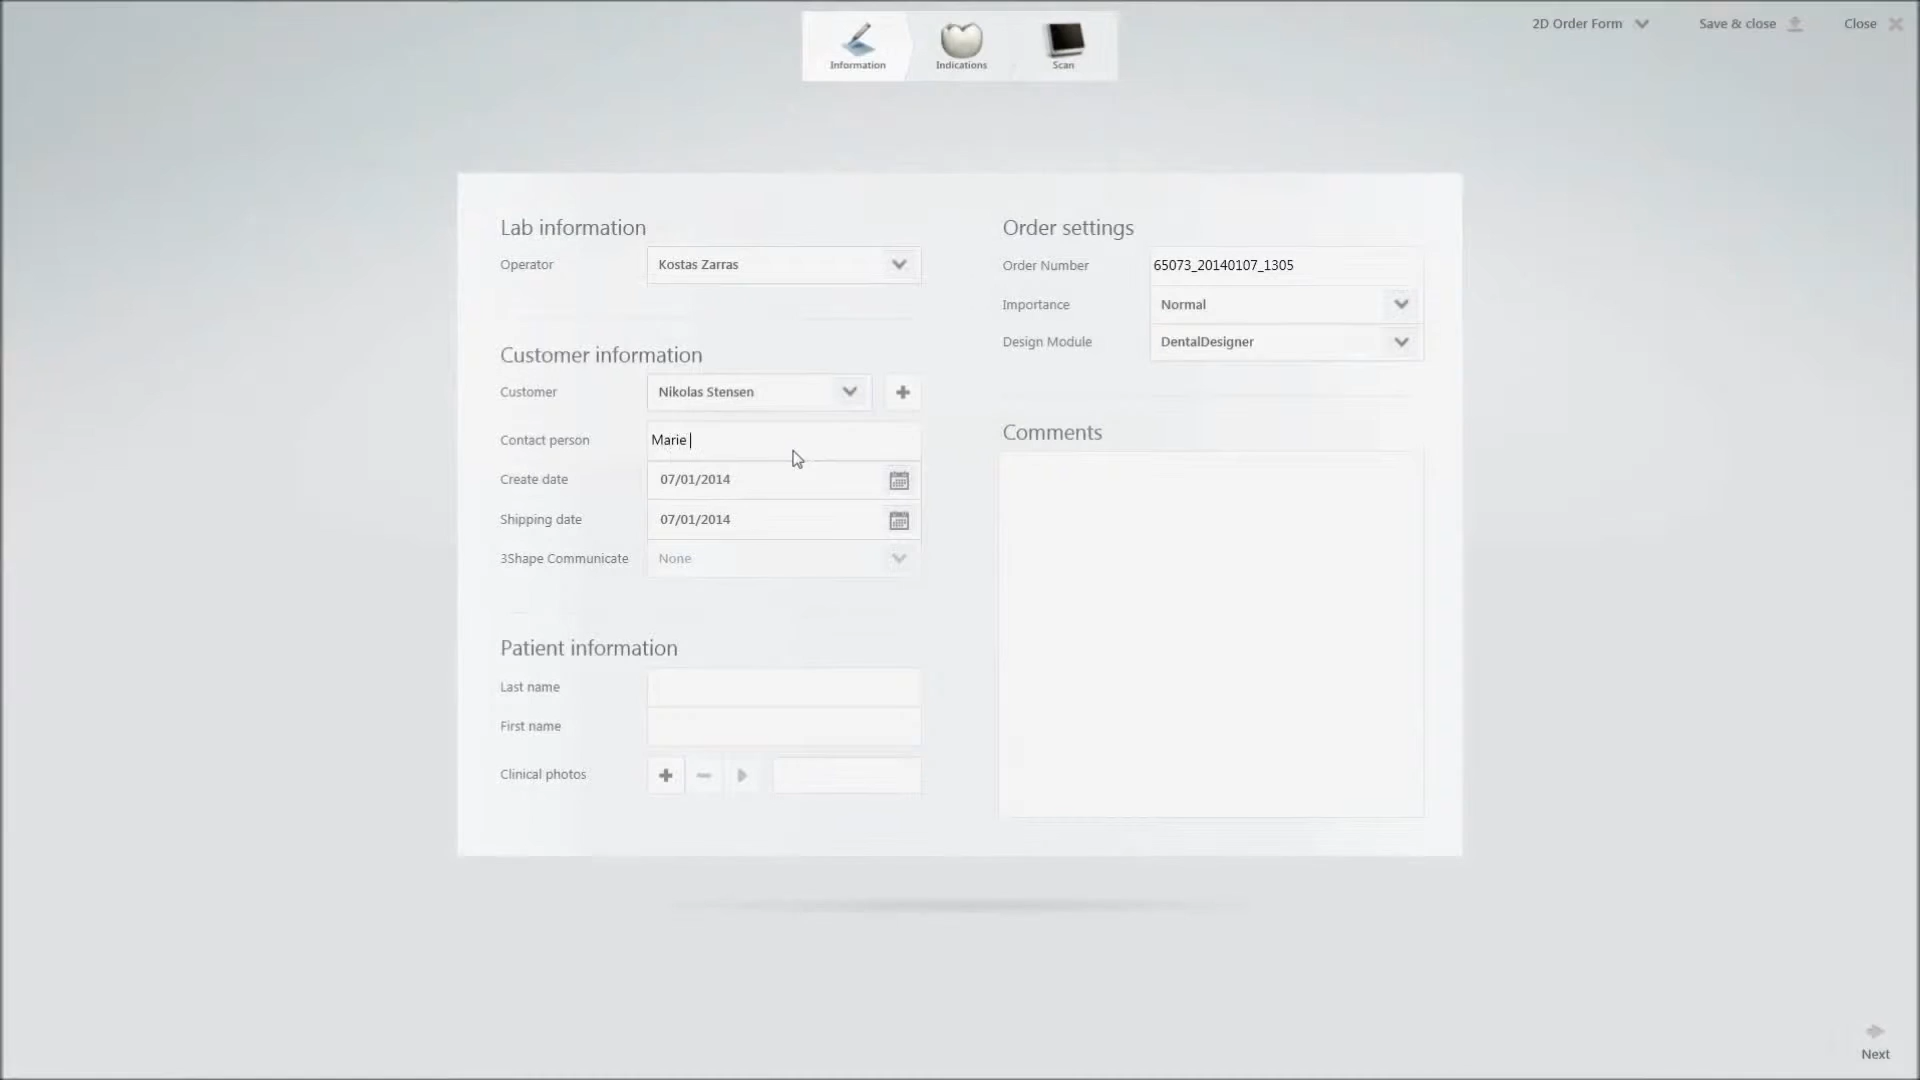 Information
Indications
Scan
2D Order Form
Save & close
Close
Lab information
Operator
Kostas Zarras
Customer information
Customer
Nikolas Stensen
Contact person
Marie
Create date
07/01/2014
Shipping date
07/01/2014
3Shape Communicate
None
Patient information
Last name
First name
Clinical photos
Order settings
Order Number
65073_20140107_1305
Importance
Normal
Design Module
DentalDesigner
Comments
Next